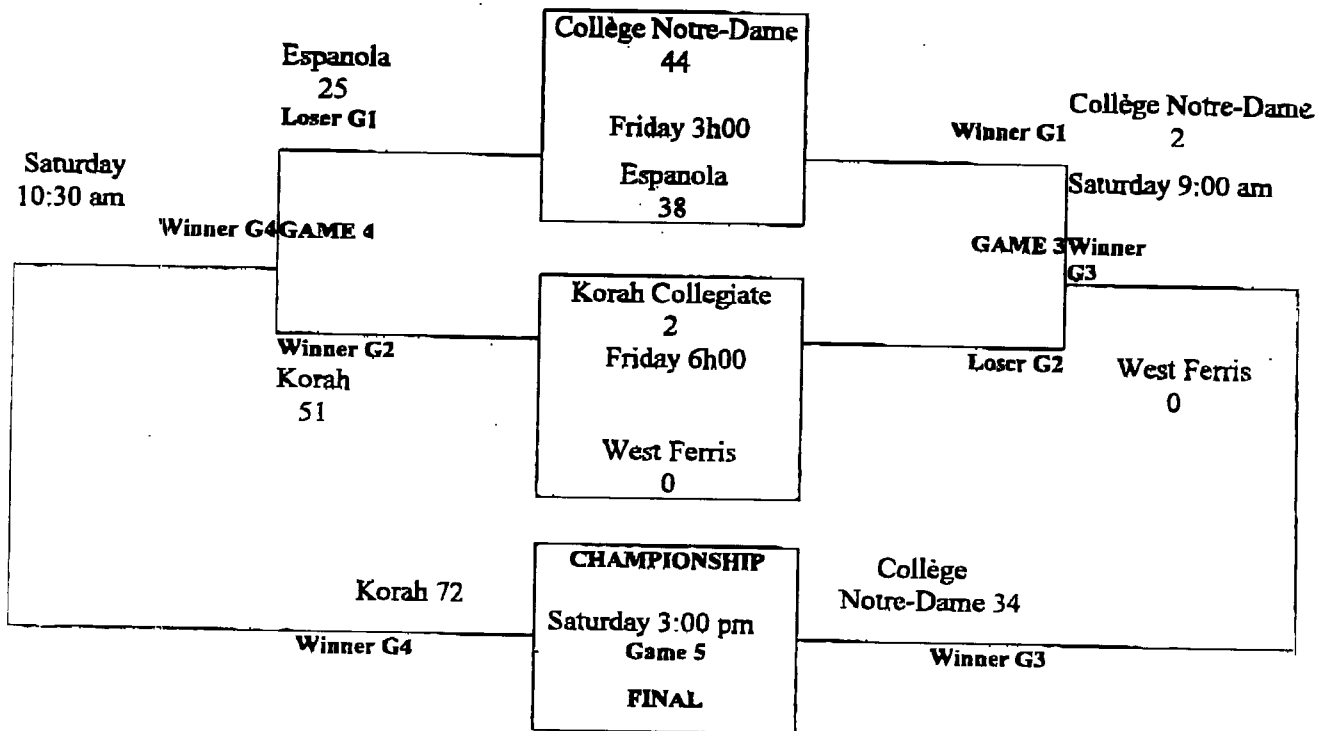 Collège Notre-Dame
44
Friday 3h00
Espanola
38
Espanola
25
Loser G1
Winner G1
Collège Notre-Dame
2
Saturday 9:00 am
Saturday
10:30 am
Winner G4
GAME 4
GAME 3
Winner
G3
Korah Collegiate
2
Friday 6h00
West Ferris
0
Winner G2
Korah
51
Loser G2
West Ferris
0
CHAMPIONSHIP
Saturday 3:00 pm
Game 5
FINAL
Korah 72
Winner G4
Collège
Notre-Dame 34
Winner G3